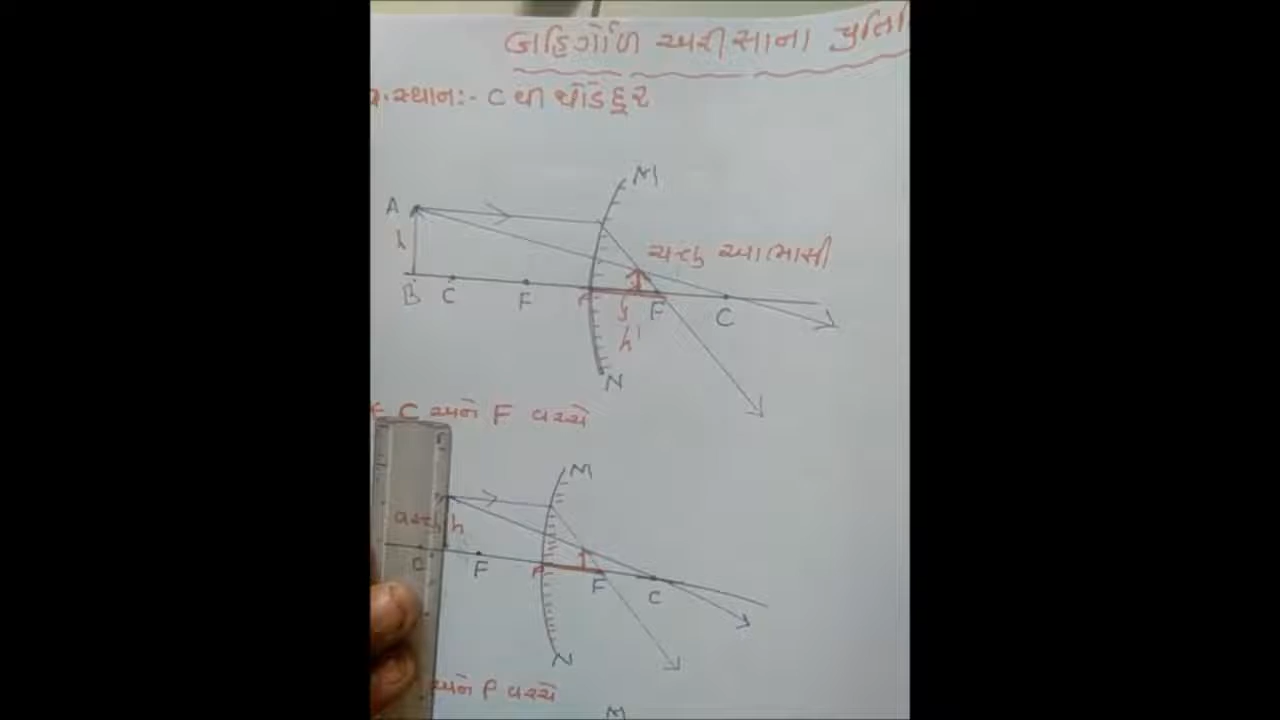 બહિર્ગોળ અરીસાના પ્રતિ
સ્થાન:- C થી થોડે દૂર
M
A
h
ચત્તુ આભાસી
B C F P F C
h'
N
C અને F વચ્ચે
M
h
C F P F C
N
અને P વચ્ચે
M